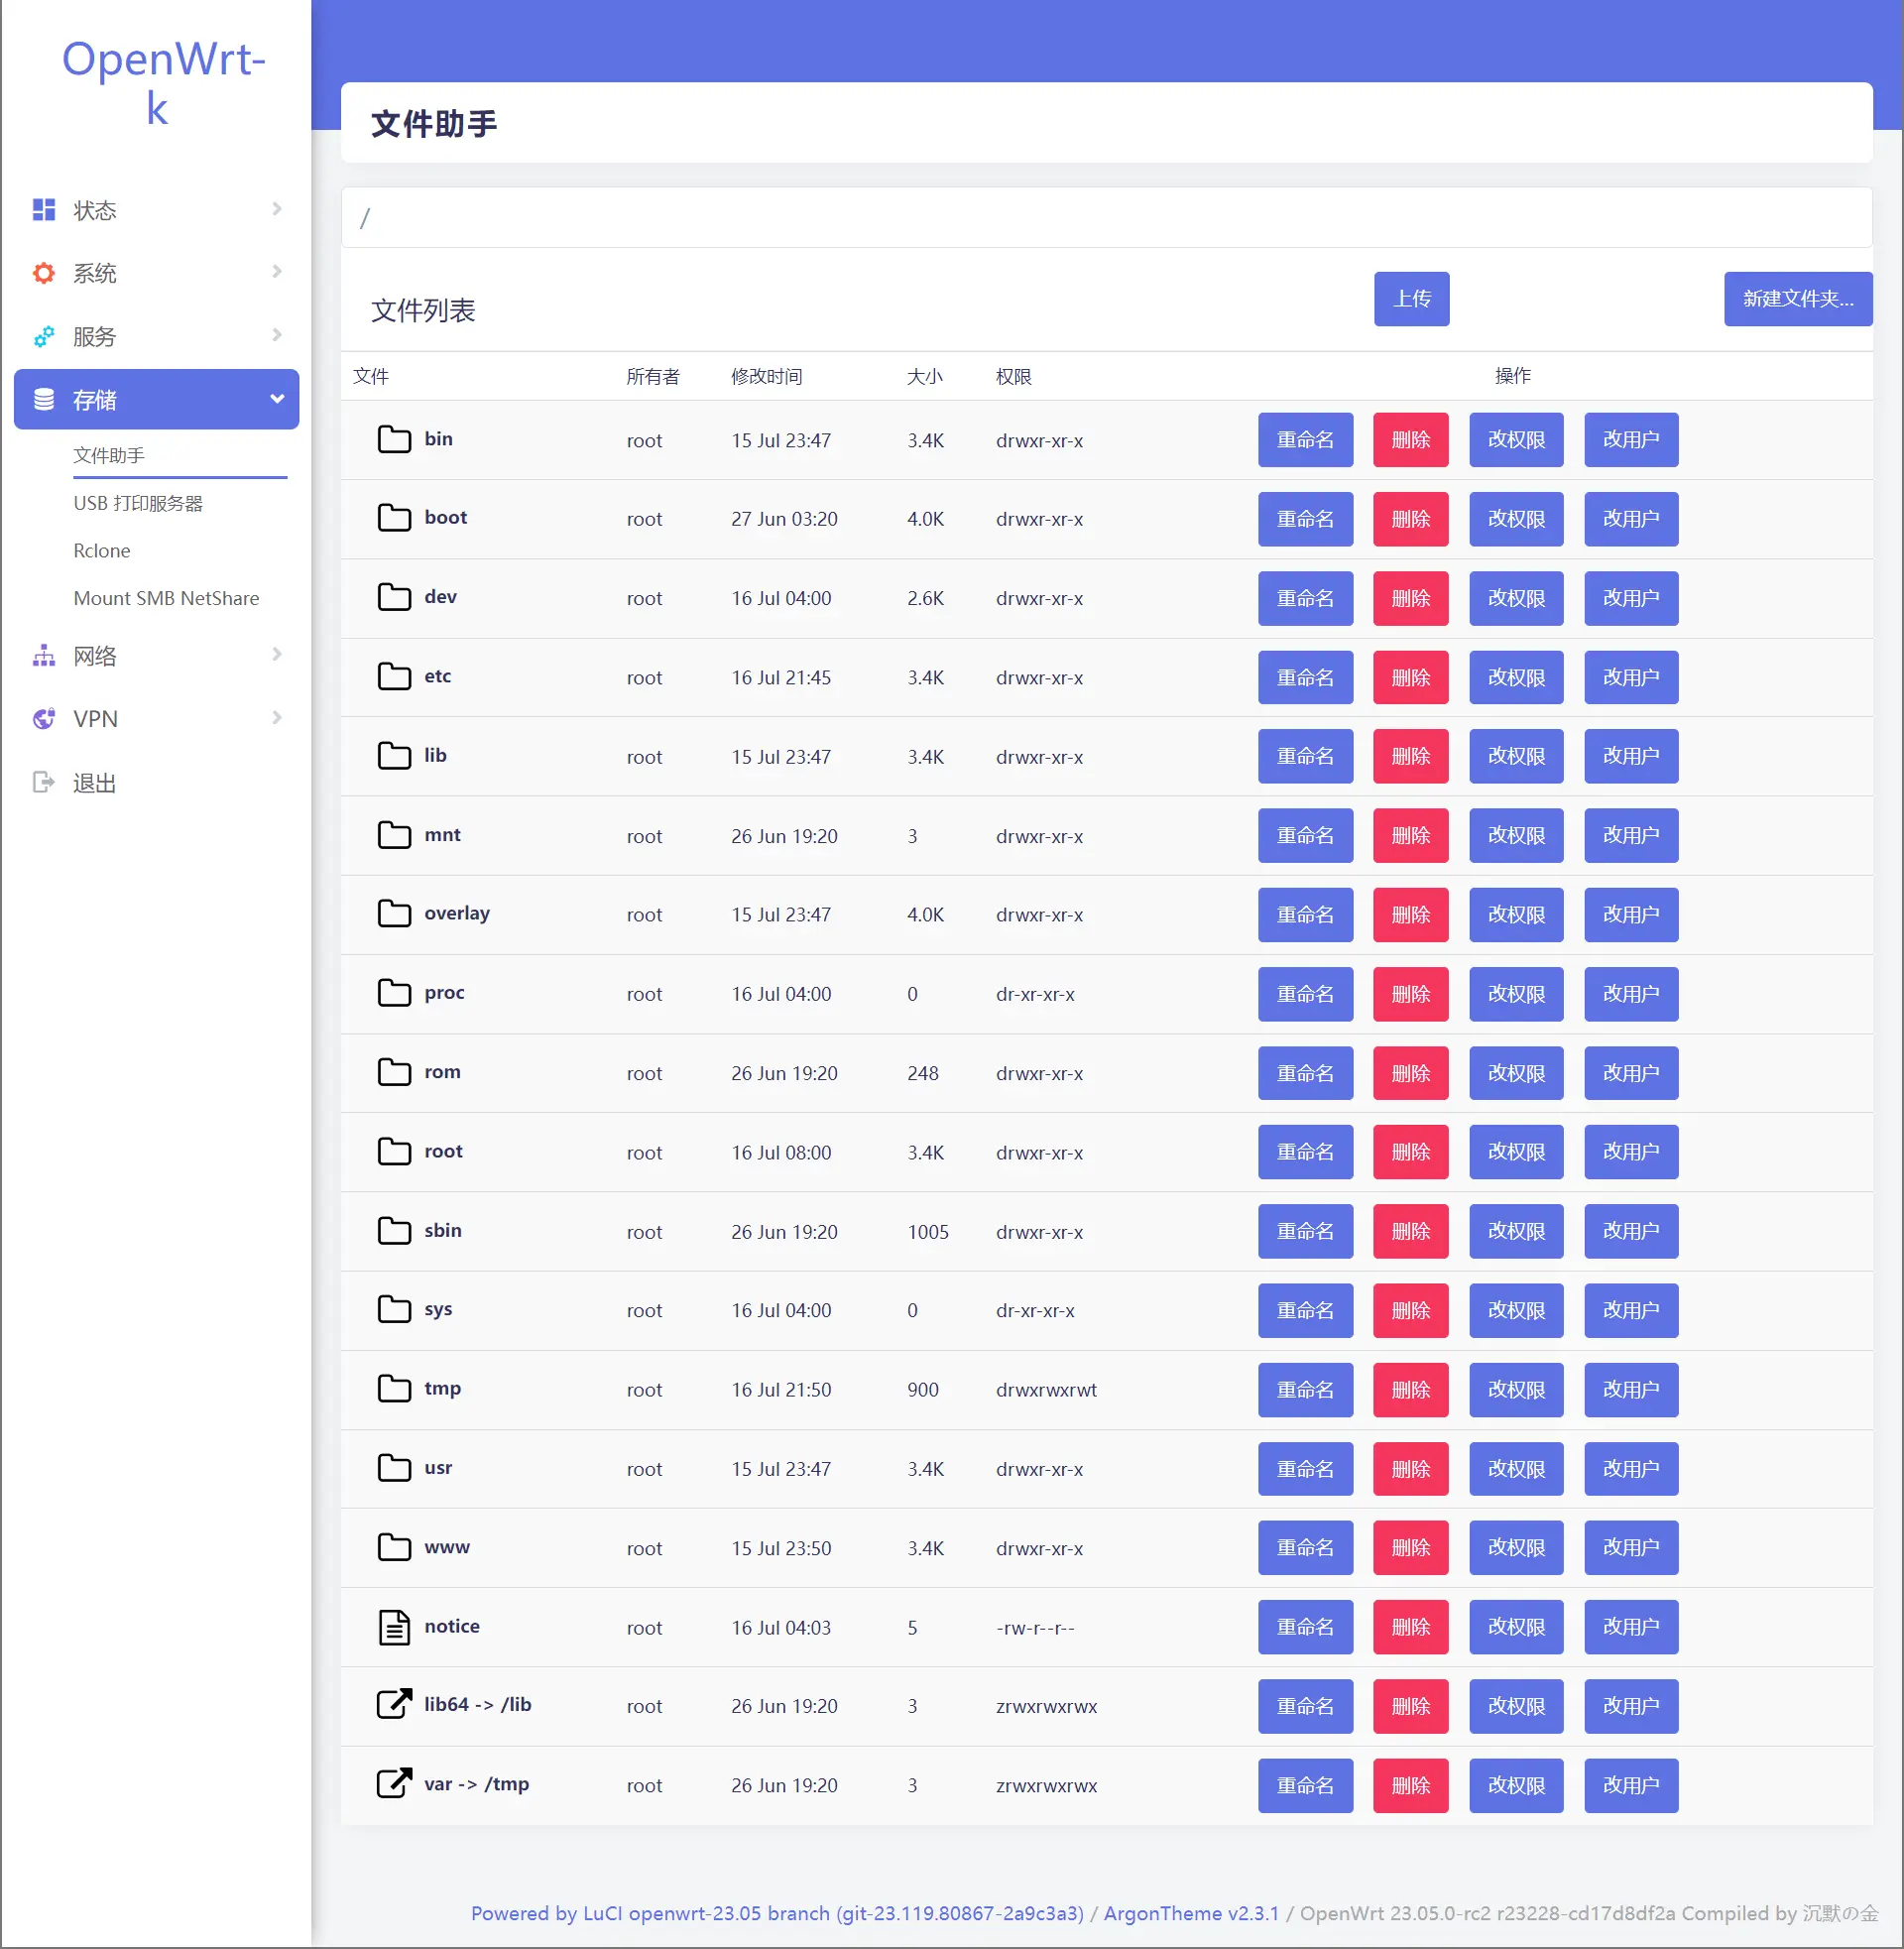 OpenWrt-
k
状态
系统
服务
存储
文件助手
USB 打印服务器
Rclone
Mount SMB NetShare
网络
VPN
退出
文件助手
/
文件列表 上传 新建文件夹...
文件 所有者 修改时间 大小 权限 操作
bin root 15 Jul 23:47 3.4K drwxr-xr-x 重命名 删除 改权限 改用户
boot root 27 Jun 03:20 4.0K drwxr-xr-x 重命名 删除 改权限 改用户
dev root 16 Jul 04:00 2.6K drwxr-xr-x 重命名 删除 改权限 改用户
etc root 16 Jul 21:45 3.4K drwxr-xr-x 重命名 删除 改权限 改用户
lib root 15 Jul 23:47 3.4K drwxr-xr-x 重命名 删除 改权限 改用户
mnt root 26 Jun 19:20 3 drwxr-xr-x 重命名 删除 改权限 改用户
overlay root 15 Jul 23:47 4.0K drwxr-xr-x 重命名 删除 改权限 改用户
proc root 16 Jul 04:00 0 dr-xr-xr-x 重命名 删除 改权限 改用户
rom root 26 Jun 19:20 248 drwxr-xr-x 重命名 删除 改权限 改用户
root root 16 Jul 08:00 3.4K drwxr-xr-x 重命名 删除 改权限 改用户
sbin root 26 Jun 19:20 1005 drwxr-xr-x 重命名 删除 改权限 改用户
sys root 16 Jul 04:00 0 dr-xr-xr-x 重命名 删除 改权限 改用户
tmp root 16 Jul 21:50 900 drwxrwxrwt 重命名 删除 改权限 改用户
usr root 15 Jul 23:47 3.4K drwxr-xr-x 重命名 删除 改权限 改用户
www root 15 Jul 23:50 3.4K drwxr-xr-x 重命名 删除 改权限 改用户
notice root 16 Jul 04:03 5 -rw-r--r-- 重命名 删除 改权限 改用户
lib64 -> /lib root 26 Jun 19:20 3 zrwxrwxrwx 重命名 删除 改权限 改用户
var -> /tmp root 26 Jun 19:20 3 zrwxrwxrwx 重命名 删除 改权限 改用户
Powered by LuCI openwrt-23.05 branch (git-23.119.80867-2a9c3a3) / ArgonTheme v2.3.1 / OpenWrt 23.05.0-rc2 r23228-cd17d8df2a Compiled by 沉默の金